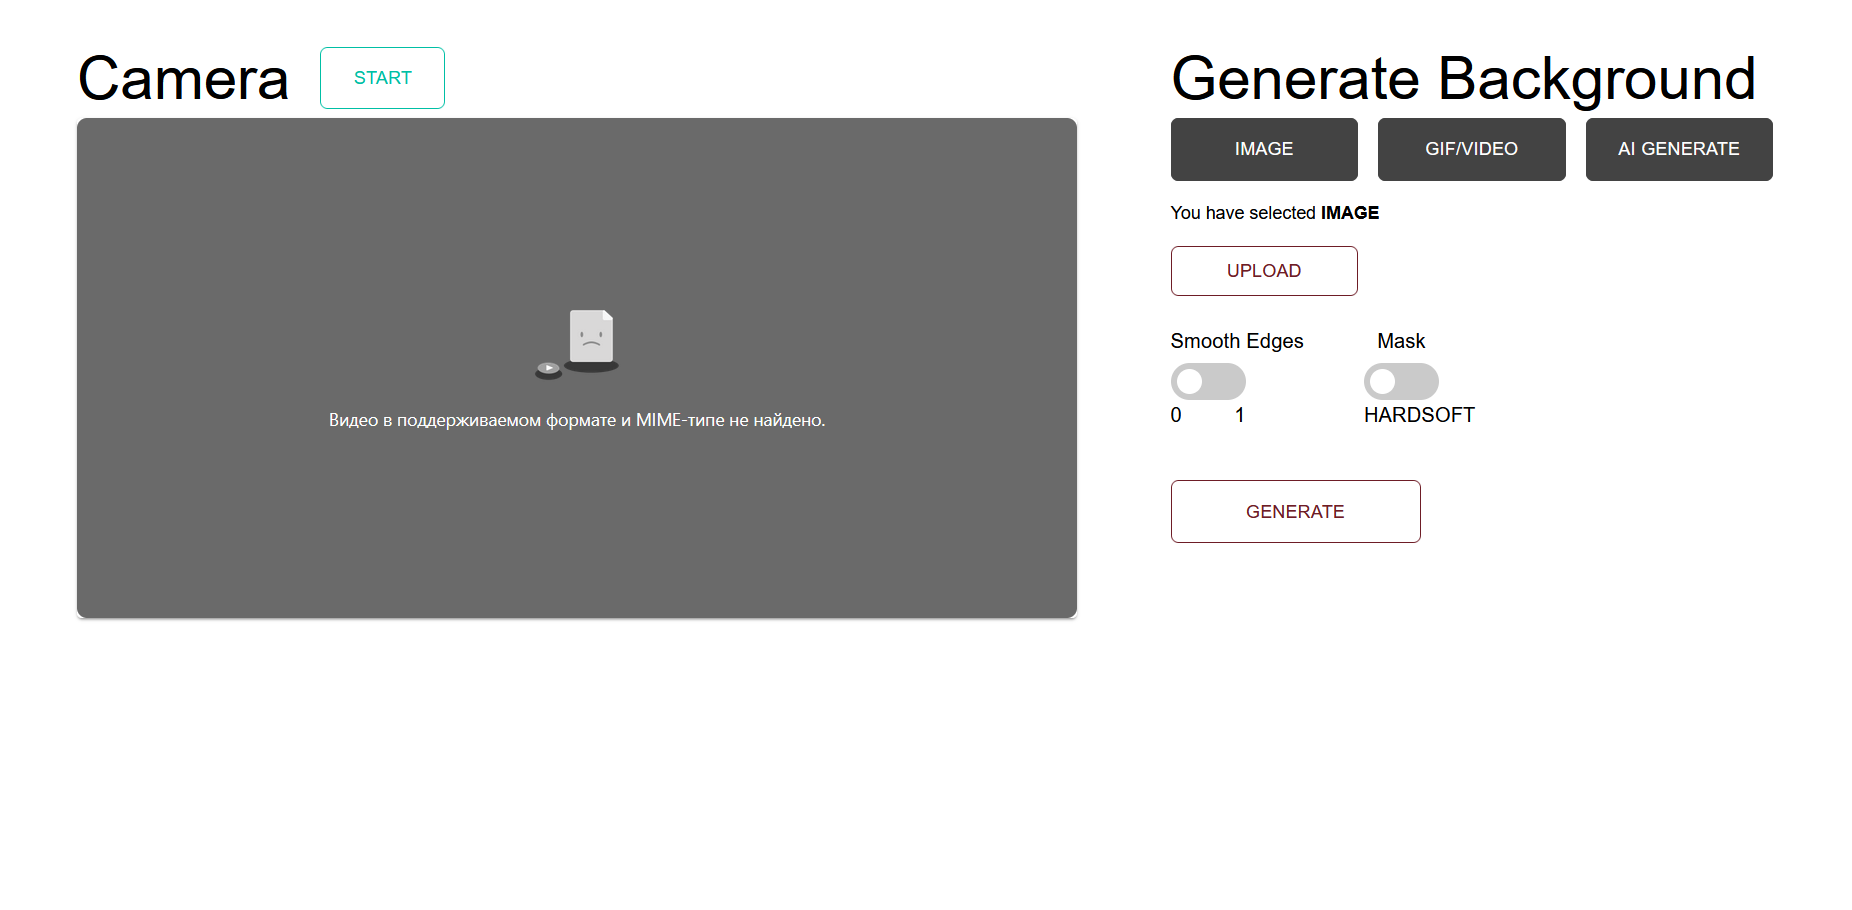 Camera
START
Видео в поддерживаемом формате и MIME-типе не найдено.
Generate Background
IMAGE
GIF/VIDEO
AI GENERATE
You have selected IMAGE
UPLOAD
Smooth Edges
Mask
0 1
HARDSOFT
GENERATE